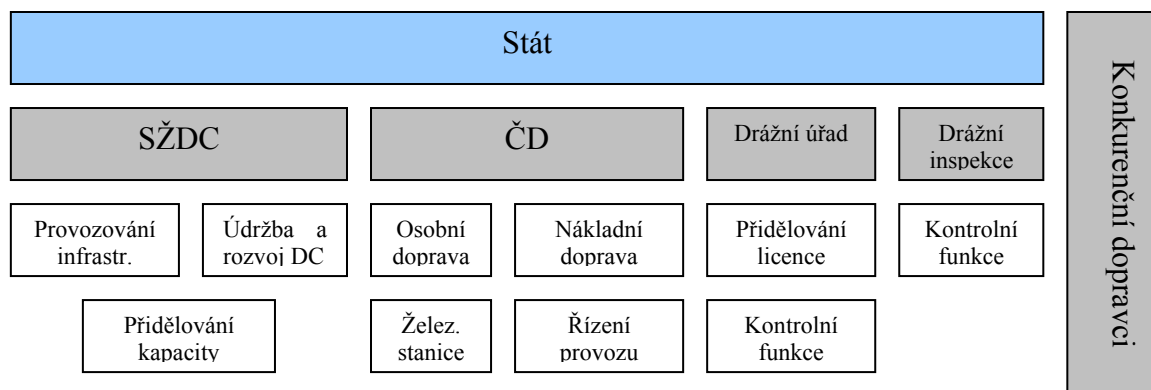 Stát
SŽDC
ČD
Drážní úřad
Drážní
inspekce
Provozování
infrastr.
Údržba a
rozvoj DC
Osobní
doprava
Nákladní
doprava
Přidělování
licence
Kontrolní
funkce
Přidělování
kapacity
Želez.
stanice
Řízení
provozu
Kontrolní
funkce
Konkurenční dopravci